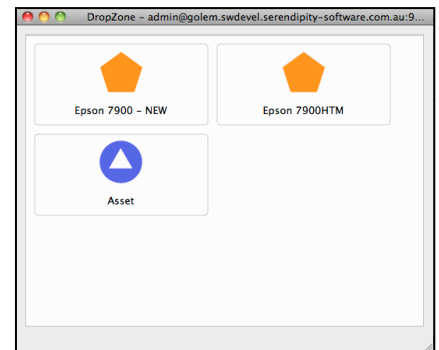 DropZone – admin@golem.swdevel.serendipity-software.com.au:9...
Epson 7900 – NEW
Epson 7900HTM
Asset